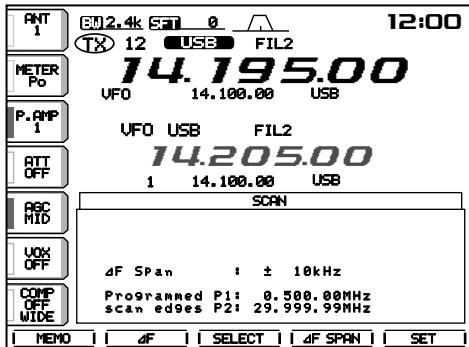 ANT 1
BW 2.4k SFT 0
12:00
TX 12 USB FIL2
METER Po
14.195.00
VFO 14.100.00 USB
P.AMP 1
VFO USB FIL2
14.205.00
ATT OFF
1 14.100.00 USB
SCAN
AGC MID
VOX OFF
⊿F Span : ± 10kHz
COMP OFF WIDE
Programmed P1: 0.500.00MHz
scan edges P2: 29.999.99MHz
MEMO ⊿F SELECT ⊿F SPAN SET